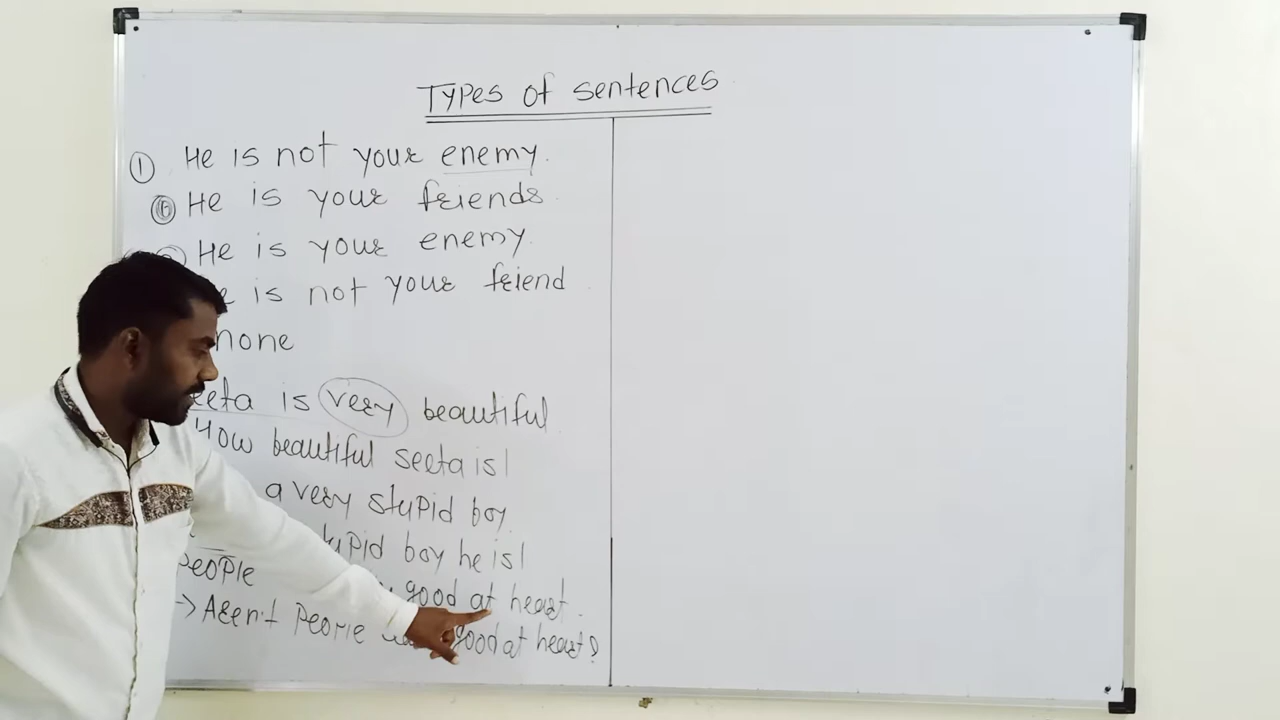 Types of sentences
① He is not your enemy.
He is your friends
He is your enemy.
is not your friend
none
is very beautiful
How beautiful seeta is!
a very stupid boy.
boy he is!
People good at heart.
→ Aren't People good at heart?